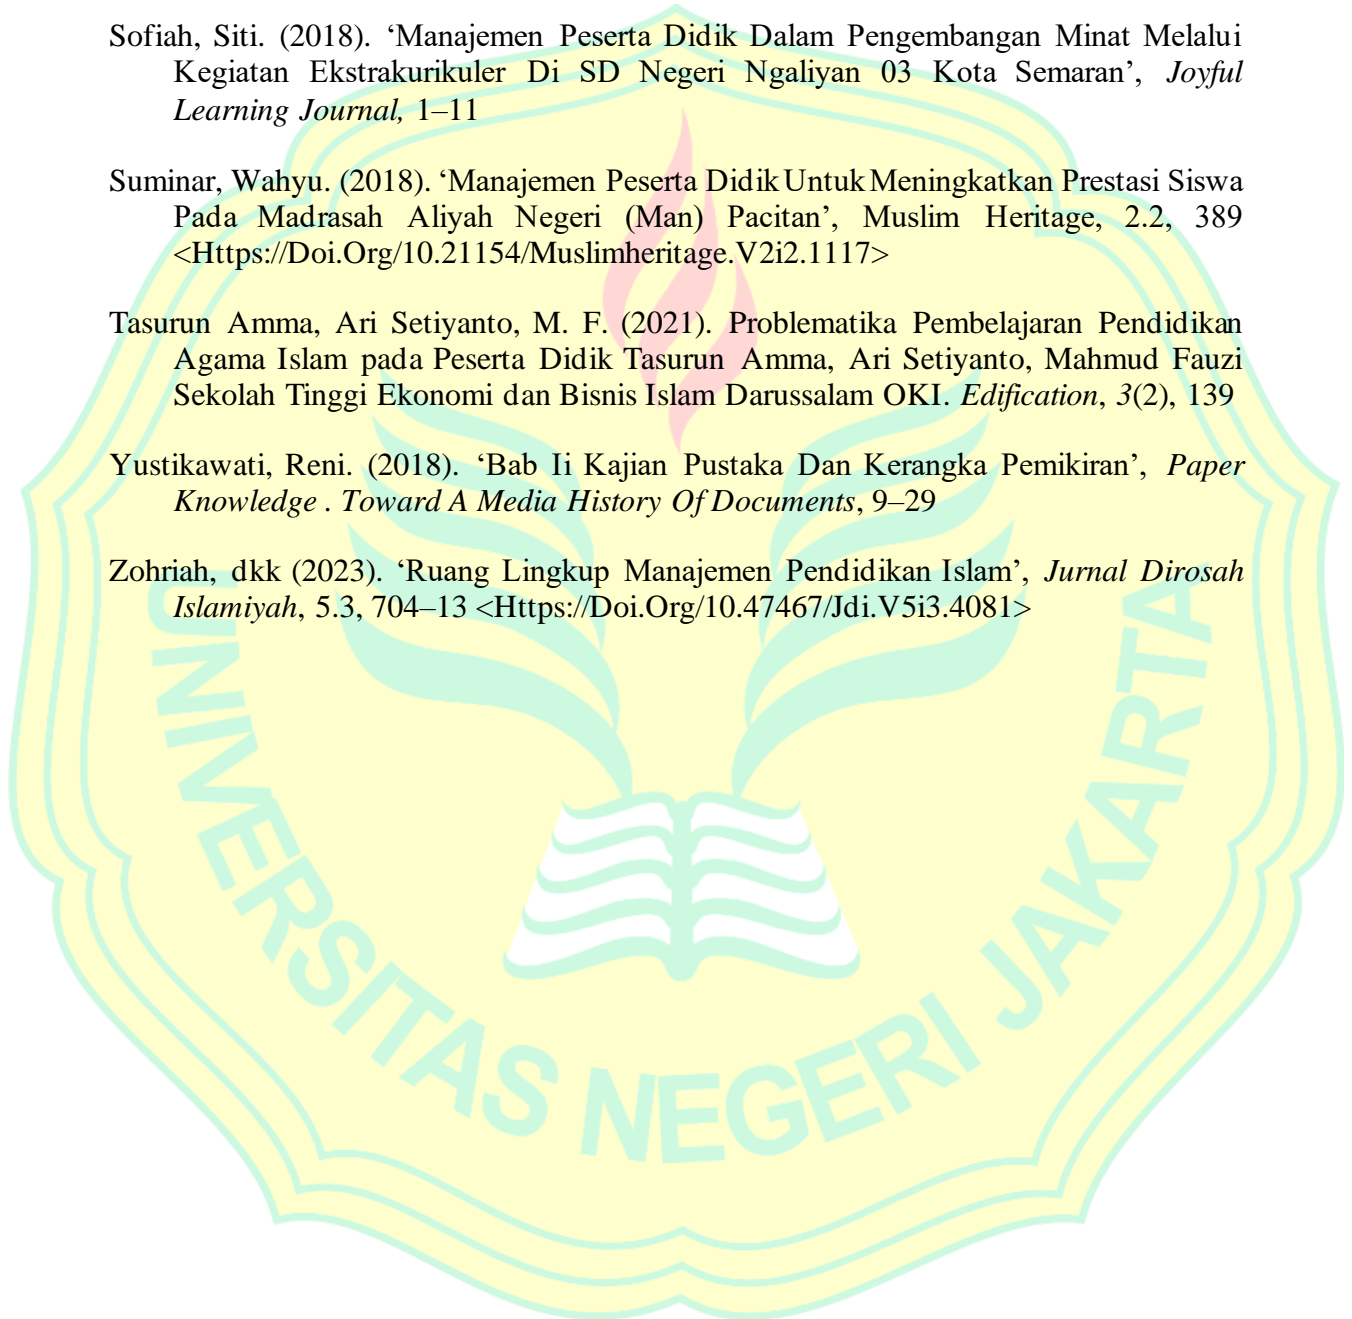 Sofiah, Siti. (2018). ‘Manajemen Peserta Didik Dalam Pengembangan Minat Melalui
Kegiatan Ekstrakurikuler Di SD Negeri Ngaliyan 03 Kota Semaran’, Joyful
Learning Journal, 1–11
Suminar, Wahyu. (2018). ‘Manajemen Peserta Didik Untuk Meningkatkan Prestasi Siswa
Pada Madrasah Aliyah Negeri (Man) Pacitan’, Muslim Heritage, 2.2, 389
<Https://Doi.Org/10.21154/Muslimheritage.V2i2.1117>
Tasurun Amma, Ari Setiyanto, M. F. (2021). Problematika Pembelajaran Pendidikan
Agama Islam pada Peserta Didik Tasurun Amma, Ari Setiyanto, Mahmud Fauzi
Sekolah Tinggi Ekonomi dan Bisnis Islam Darussalam OKI. Edification, 3(2), 139
Yustikawati, Reni. (2018). ‘Bab Ii Kajian Pustaka Dan Kerangka Pemikiran’, Paper
Knowledge . Toward A Media History Of Documents, 9–29
Zohriah, dkk (2023). ‘Ruang Lingkup Manajemen Pendidikan Islam’, Jurnal Dirosah
Islamiyah, 5.3, 704–13 <Https://Doi.Org/10.47467/Jdi.V5i3.4081>
UNIVERSITAS NEGERI JAKARTA